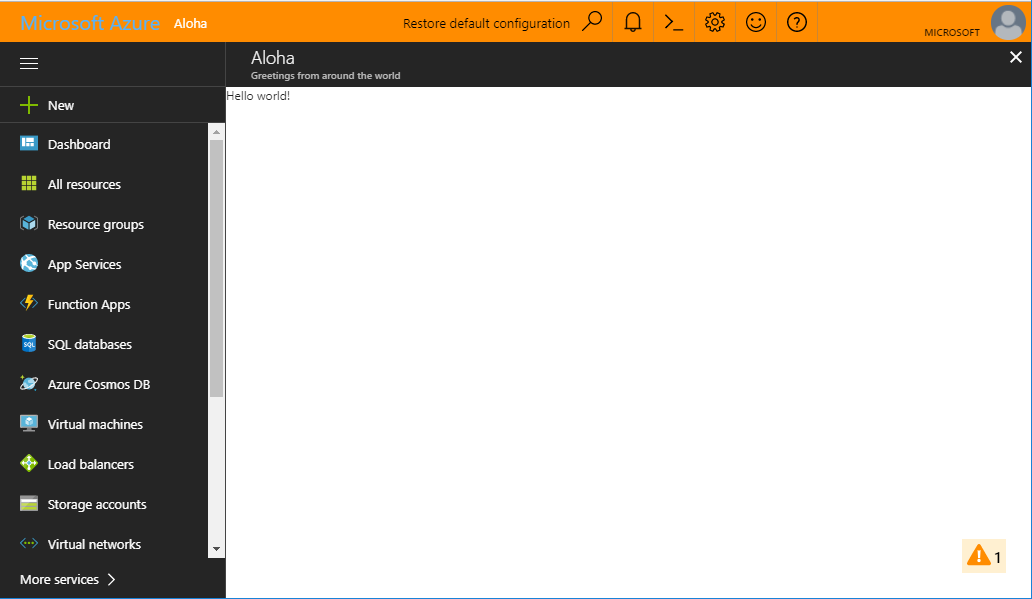 Microsoft Azure Aloha Restore default configuration MICROSOFT
Aloha
Greetings from around the world
Hello world!
New
Dashboard
All resources
Resource groups
App Services
Function Apps
SQL databases
Azure Cosmos DB
Virtual machines
Load balancers
Storage accounts
Virtual networks
More services
1